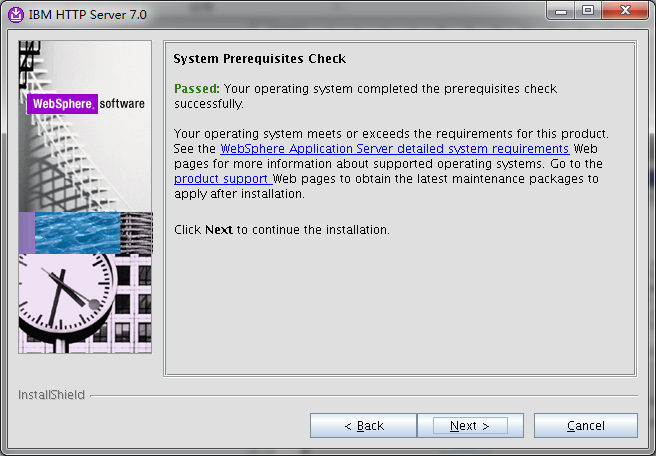 IBM HTTP Server 7.0
WebSphere. software
System Prerequisites Check
Passed: Your operating system completed the prerequisites check
successfully.
Your operating system meets or exceeds the requirements for this product.
See the WebSphere Application Server detailed system requirements Web
pages for more information about supported operating systems. Go to the
product support Web pages to obtain the latest maintenance packages to
apply after installation.
Click Next to continue the installation.
InstallShield
< Back
Next >
Cancel